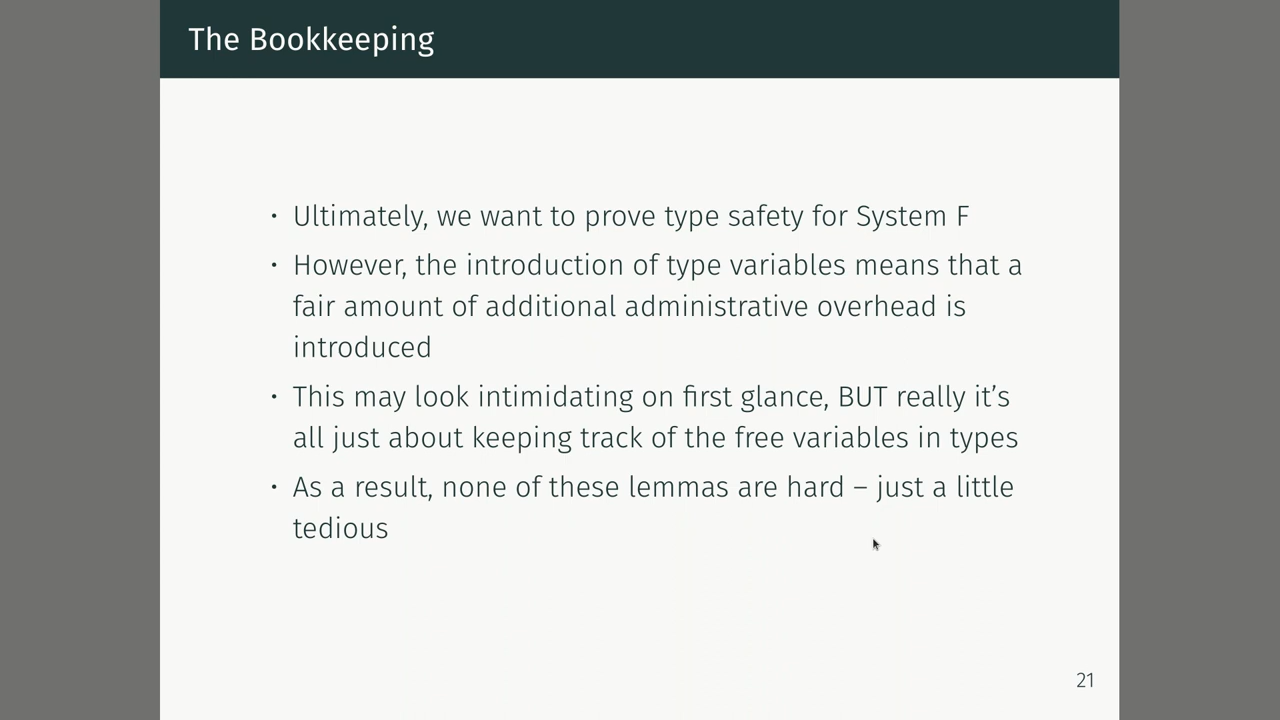 The Bookkeeping
• Ultimately, we want to prove type safety for System F
• However, the introduction of type variables means that a
fair amount of additional administrative overhead is
introduced
• This may look intimidating on first glance, BUT really it’s
all just about keeping track of the free variables in types
• As a result, none of these lemmas are hard – just a little
tedious
21